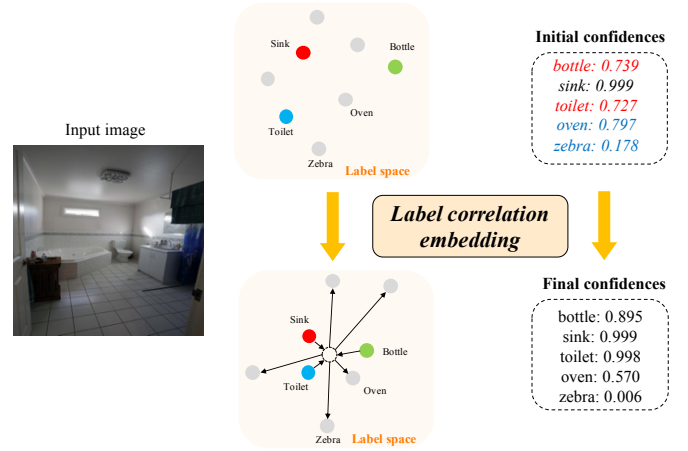 Input image
Sink
Bottle
Oven
Toilet
Zebra
Label space
Initial confidences
bottle: 0.739
sink: 0.999
toilet: 0.727
oven: 0.797
zebra: 0.178
Label correlation
embedding
Sink
Bottle
Toilet
Oven
Zebra
Label space
Final confidences
bottle: 0.895
sink: 0.999
toilet: 0.998
oven: 0.570
zebra: 0.006